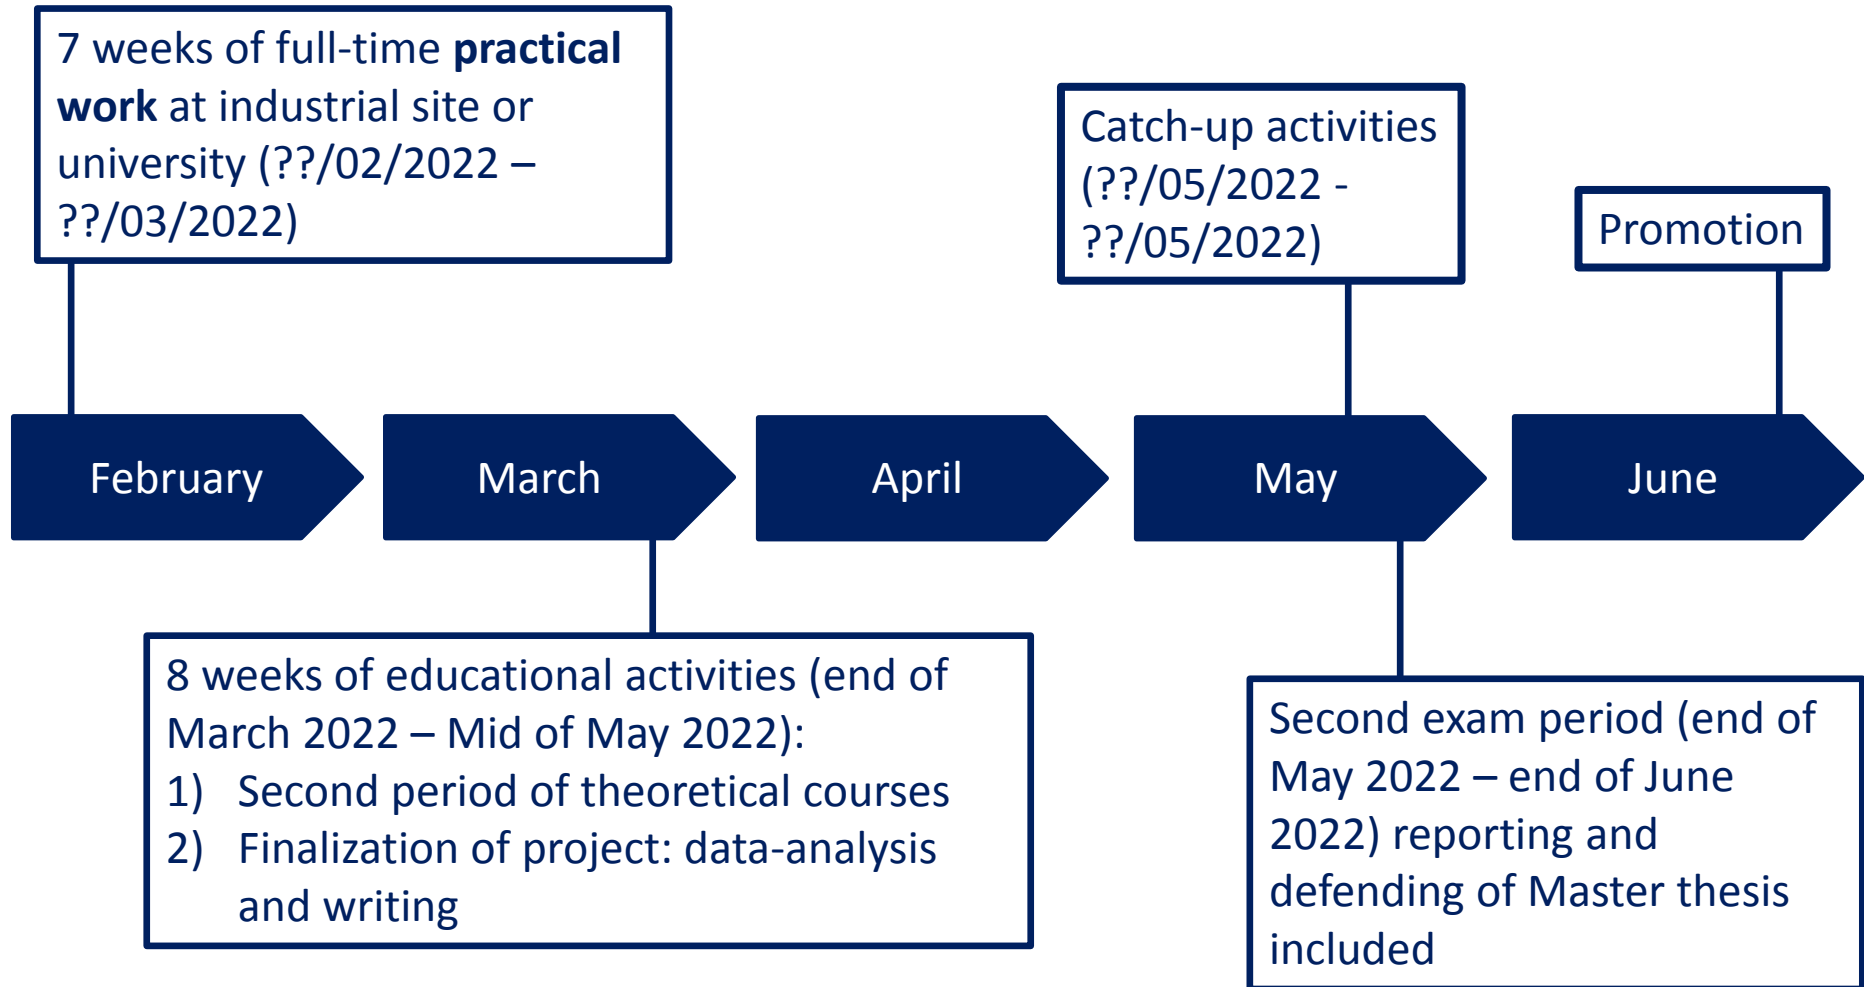 7 weeks of full-time practical
work at industrial site or
university (??/02/2022 –
??/03/2022)
Catch-up activities
(??/05/2022 -
??/05/2022)
Promotion
February
March
April
May
June
8 weeks of educational activities (end of
March 2022 – Mid of May 2022):
1) Second period of theoretical courses
2) Finalization of project: data-analysis
and writing
Second exam period (end of
May 2022 – end of June
2022) reporting and
defending of Master thesis
included